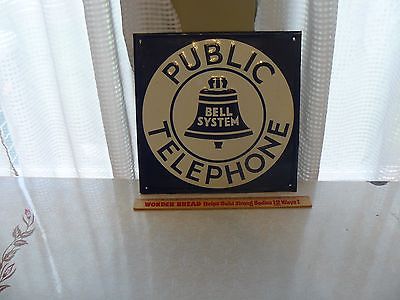 PUBLIC
BELL
SYSTEM
TELEPHONE
WONDER BREAD Helps Build Strong Bodies 12 Ways!